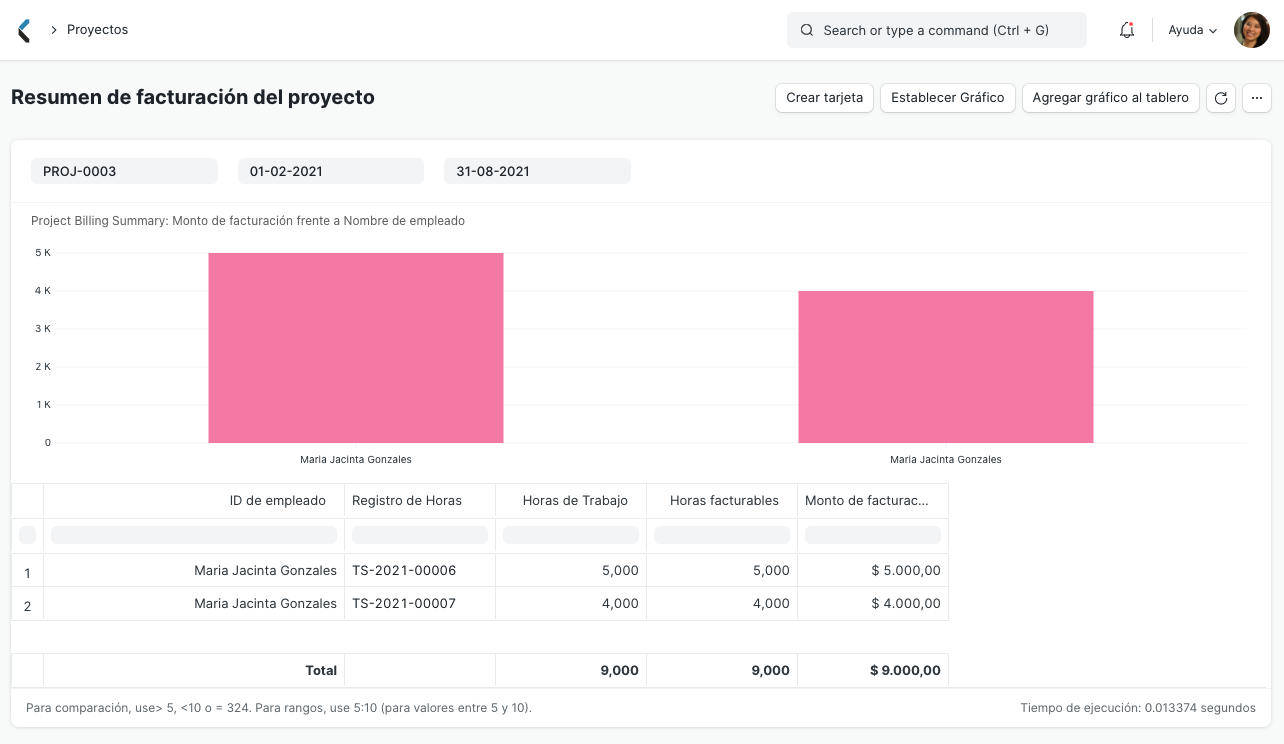 Proyectos
Search or type a command (Ctrl + G)
Ayuda
Resumen de facturación del proyecto
Crear tarjeta
Establecer Gráfico
Agregar gráfico al tablero
...
PROJ-0003
01-02-2021
31-08-2021
Project Billing Summary: Monto de facturación frente a Nombre de empleado
5 K
4 K
3 K
2 K
1 K
0
Maria Jacinta Gonzales
Maria Jacinta Gonzales
ID de empleado Registro de Horas Horas de Trabajo Horas facturables Monto de facturac...
1 Maria Jacinta Gonzales TS-2021-00006 5,000 5,000 $ 5.000,00
2 Maria Jacinta Gonzales TS-2021-00007 4,000 4,000 $ 4.000,00
Total 9,000 9,000 $ 9.000,00
Para comparación, use> 5, <10 o = 324. Para rangos, use 5:10 (para valores entre 5 y 10).
Tiempo de ejecución: 0.013374 segundos